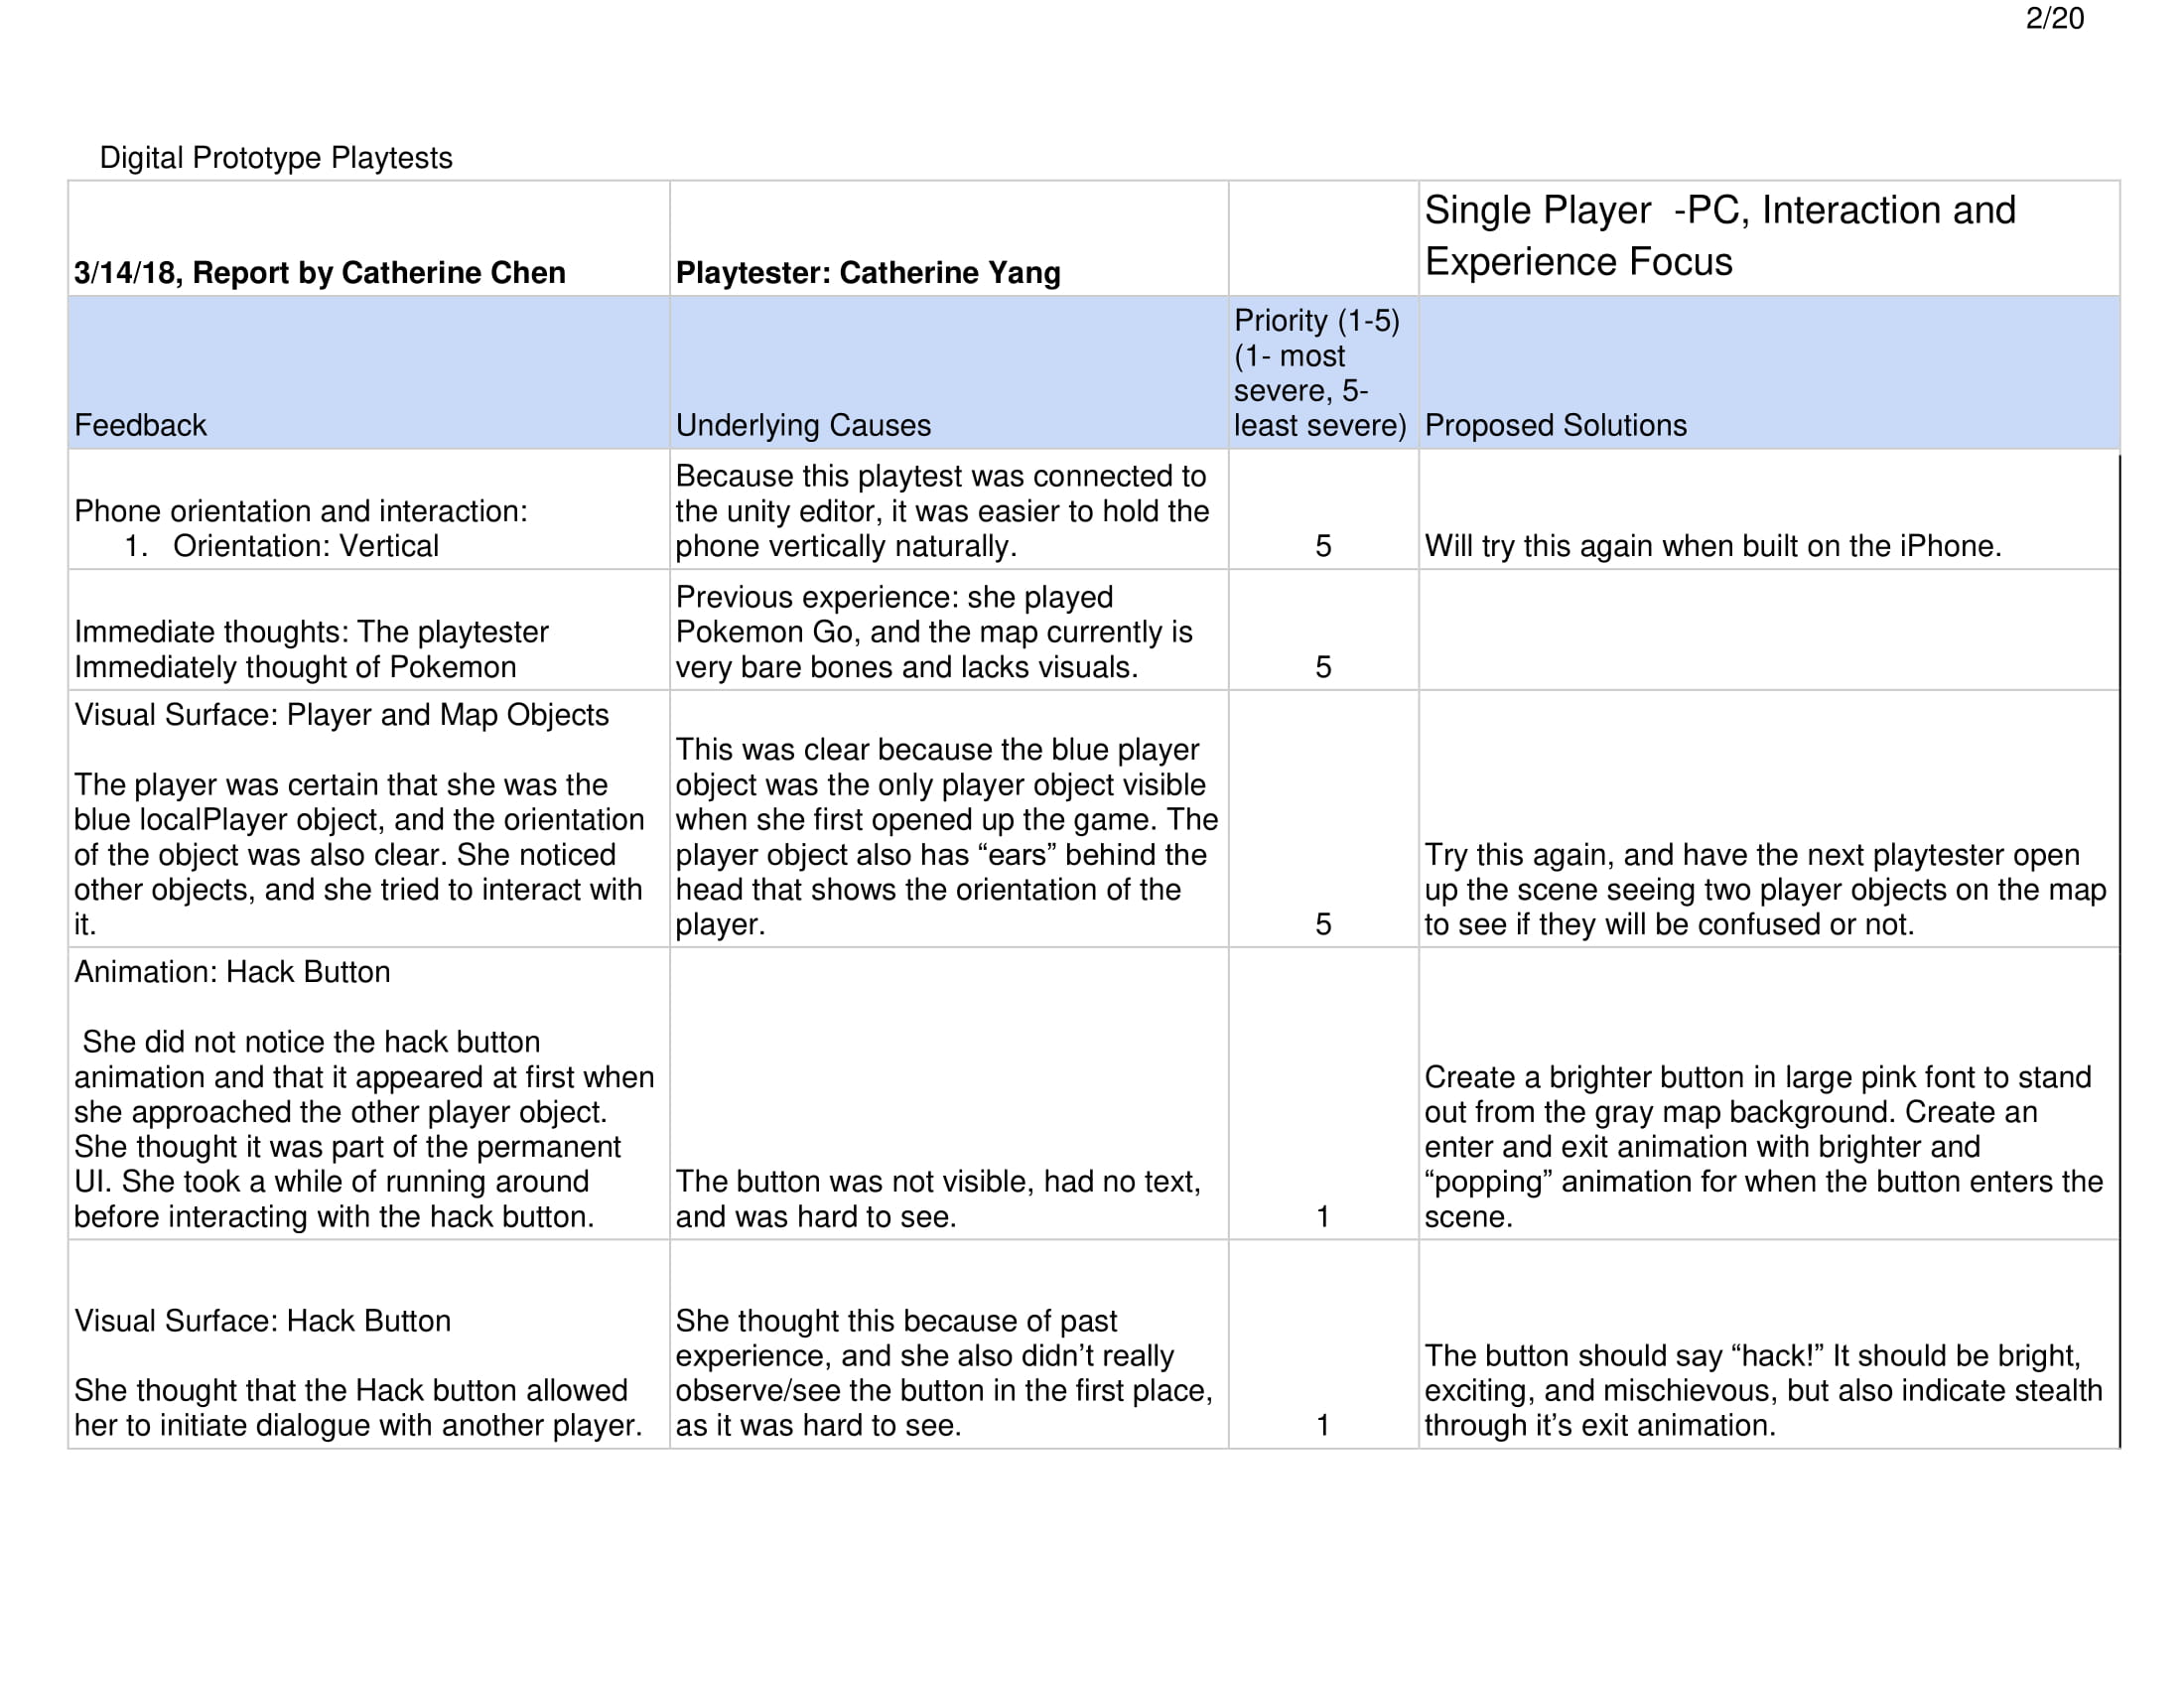 2/20
Digital Prototype Playtests
3/14/18, Report by Catherine Chen
Playtester: Catherine Yang
Single Player  -PC, Interaction and
Experience Focus
Feedback
Underlying Causes
Priority (1-5)
(1- most
severe, 5-
least severe)
Proposed Solutions
Phone orientation and interaction:
1. Orientation: Vertical
Because this playtest was connected to
the unity editor, it was easier to hold the
phone vertically naturally.
5
Will try this again when built on the iPhone.
Immediate thoughts: The playtester
Immediately thought of Pokemon
Previous experience: she played
Pokemon Go, and the map currently is
very bare bones and lacks visuals.
5
Visual Surface: Player and Map Objects
The player was certain that she was the
blue localPlayer object, and the orientation
of the object was also clear. She noticed
other objects, and she tried to interact with
it.
This was clear because the blue player
object was the only player object visible
when she first opened up the game. The
player object also has “ears” behind the
head that shows the orientation of the
player.
5
Try this again, and have the next playtester open
up the scene seeing two player objects on the map
to see if they will be confused or not.
Animation: Hack Button
She did not notice the hack button
animation and that it appeared at first when
she approached the other player object.
She thought it was part of the permanent
UI. She took a while of running around
before interacting with the hack button.
The button was not visible, had no text,
and was hard to see.
1
Create a brighter button in large pink font to stand
out from the gray map background. Create an
enter and exit animation with brighter and
“popping” animation for when the button enters the
scene.
Visual Surface: Hack Button
She thought that the Hack button allowed
her to initiate dialogue with another player.
She thought this because of past
experience, and she also didn’t really
observe/see the button in the first place,
as it was hard to see.
1
The button should say “hack!” It should be bright,
exciting, and mischievous, but also indicate stealth
through it’s exit animation.